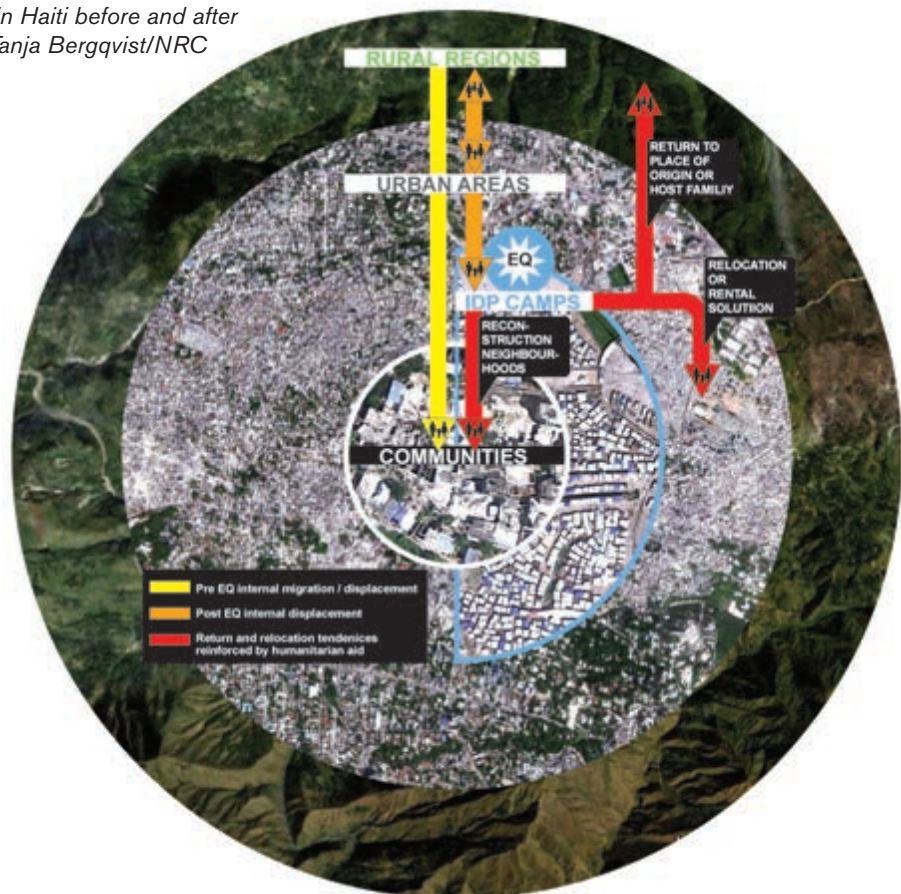 in Haiti before and after
Tanja Bergqvist/NRC
RURAL REGIONS
URBAN AREAS
RETURN TO
PLACE OF
ORIGIN OR
HOST FAMILIY
EQ
IDP CAMPS
RELOCATION
OR
RENTAL
SOLUTIION
RECON-
STRUCTION
NEIGHBOUR-
HOODS
COMMUNITIES
Pre EQ internal migration / displacement
Post EQ internal displacement
Return and relocation tendenices
reinforced by humanitarian aid